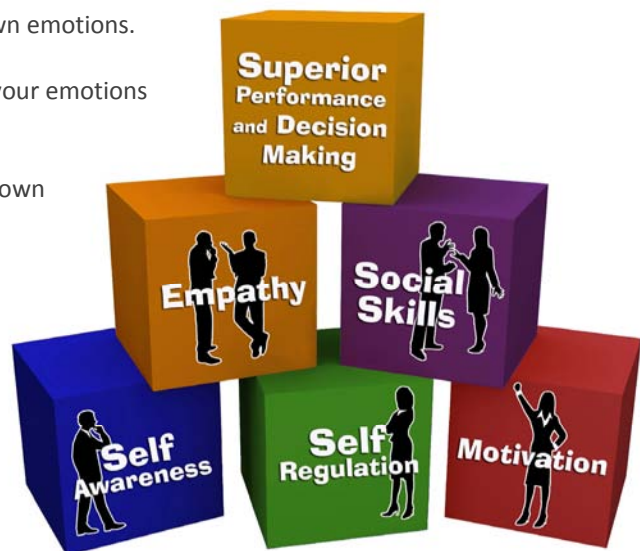 wn emotions.
your emotions
own
Superior
Performance
and Decision
Making
Empathy
Social
Skills
Self
Awareness
Self
Regulation
Motivation